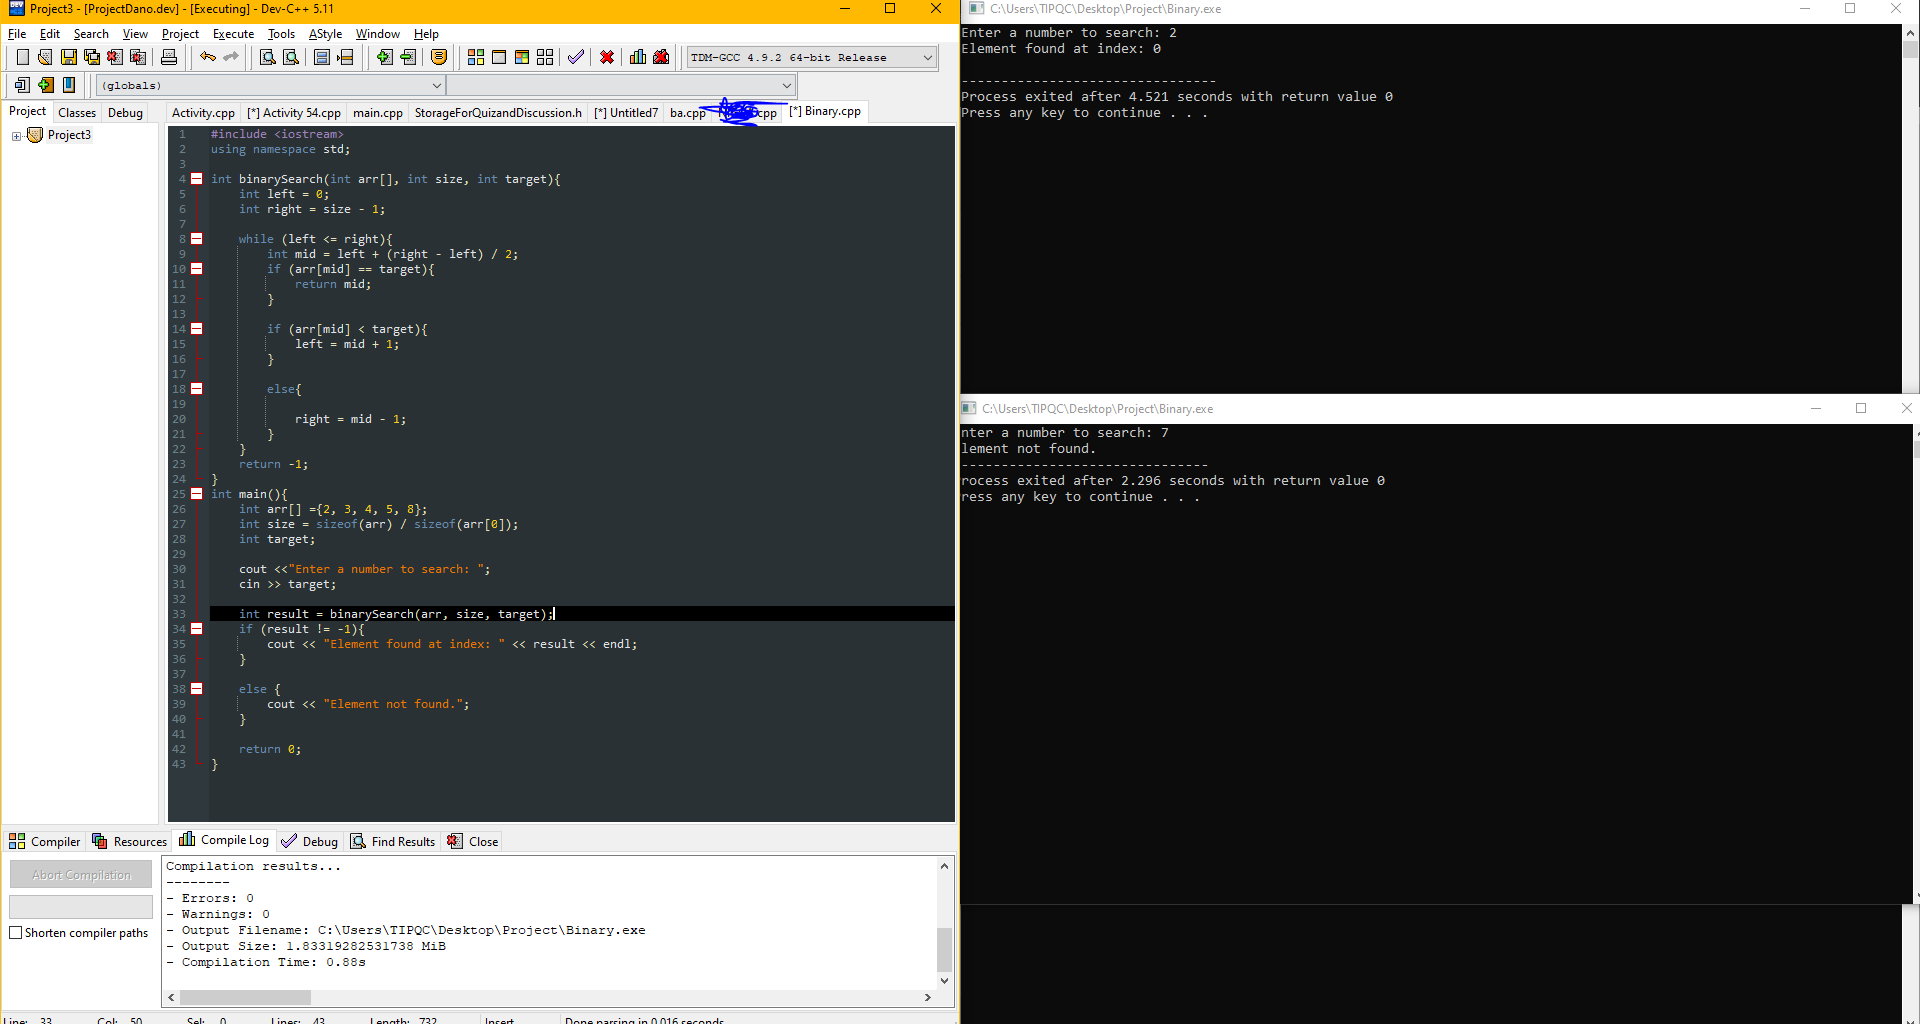 Project3 - [ProjectDano.dev] - [Executing] - Dev-C++ 5.11
File Edit Search View Project Execute Tools AStyle Window Help
TDM-GCC 4.9.2 64-bit Release
(globals)
Project Classes Debug
Activity.cpp [*] Activity 54.cpp main.cpp StorageForQuizandDiscussion.h [*] Untitled7 ba.cpp cpp [*] Binary.cpp
Project3
1 #include <iostream>
2 using namespace std;
3
4 int binarySearch(int arr[], int size, int target){
5 int left = 0;
6 int right = size - 1;
7
8 while (left <= right){
9 int mid = left + (right - left) / 2;
10 if (arr[mid] == target){
11 return mid;
12 }
13
14 if (arr[mid] < target){
15 left = mid + 1;
16 }
17
18 else{
19
20 right = mid - 1;
21 }
22 }
23 return -1;
24 }
25 int main(){
26 int arr[] ={2, 3, 4, 5, 8};
27 int size = sizeof(arr) / sizeof(arr[0]);
28 int target;
29
30 cout <<"Enter a number to search: ";
31 cin >> target;
32
33 int result = binarySearch(arr, size, target);
34 if (result != -1){
35 cout << "Element found at index: " << result << endl;
36 }
37
38 else {
39 cout << "Element not found.";
40 }
41
42 return 0;
43 }
Compiler Resources Compile Log Debug Find Results Close
Abort Compilation
Shorten compiler paths
Compilation results...
--------
- Errors: 0
- Warnings: 0
- Output Filename: C:\Users\TIPQC\Desktop\Project\Binary.exe
- Output Size: 1.83319282531738 MiB
- Compilation Time: 0.88s
Line: 33 Col: 50 Sel: 0 Lines: 43 Length: 732 Insert Done parsing in 0.016 seconds
C:\Users\TIPQC\Desktop\Project\Binary.exe
Enter a number to search: 2
Element found at index: 0
--------------------------------
Process exited after 4.521 seconds with return value 0
Press any key to continue . . .
C:\Users\TIPQC\Desktop\Project\Binary.exe
nter a number to search: 7
lement not found.
-------------------------------
rocess exited after 2.296 seconds with return value 0
ress any key to continue . . .